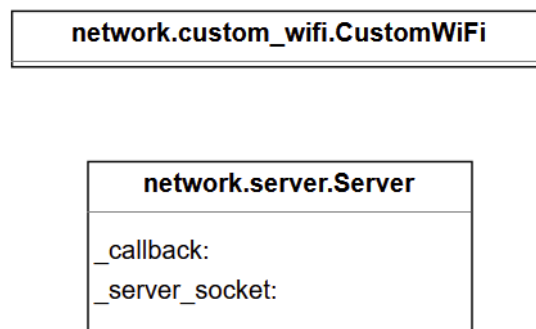 network.custom_wifi.CustomWiFi
network.server.Server
_callback:
_server_socket: